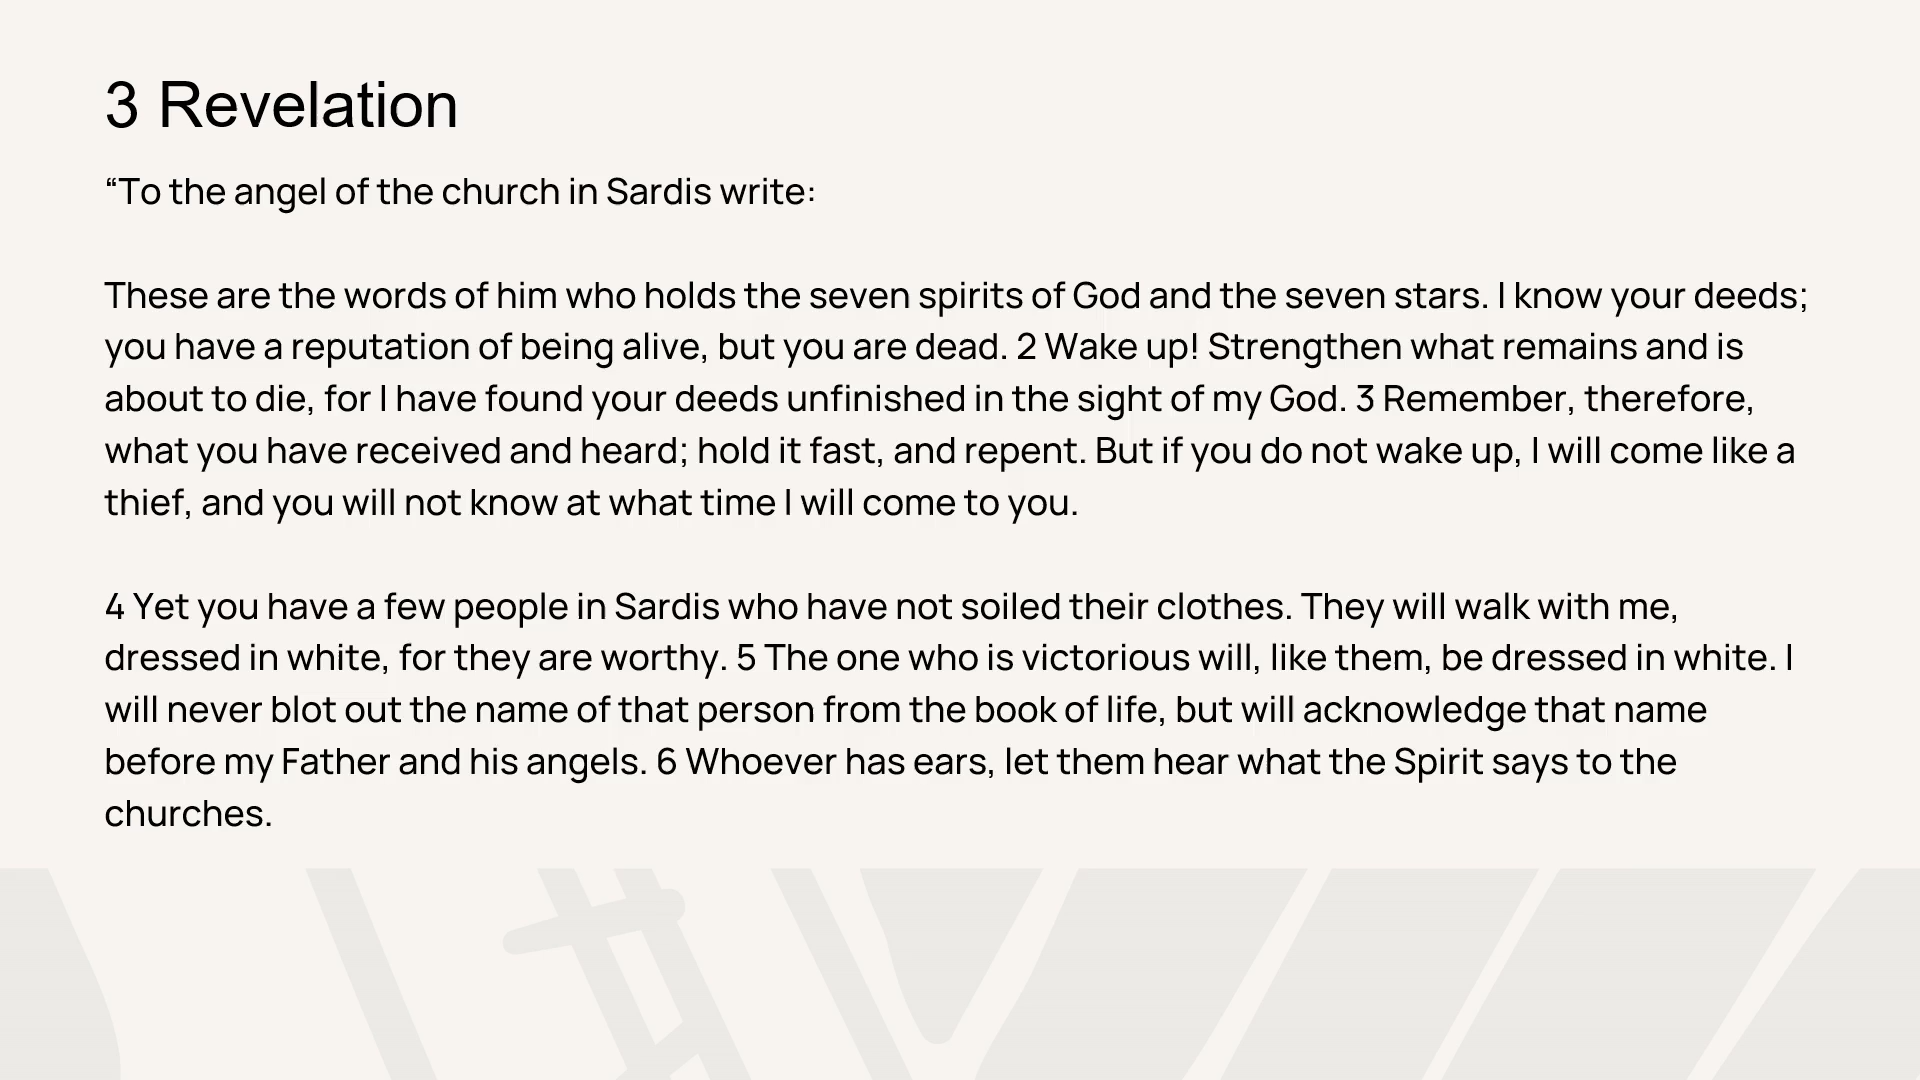 3 Revelation
“To the angel of the church in Sardis write:
These are the words of him who holds the seven spirits of God and the seven stars. I know your deeds;
you have a reputation of being alive, but you are dead. 2 Wake up! Strengthen what remains and is
about to die, for I have found your deeds unfinished in the sight of my God. 3 Remember, therefore,
what you have received and heard; hold it fast, and repent. But if you do not wake up, I will come like a
thief, and you will not know at what time I will come to you.
4 Yet you have a few people in Sardis who have not soiled their clothes. They will walk with me,
dressed in white, for they are worthy. 5 The one who is victorious will, like them, be dressed in white. I
will never blot out the name of that person from the book of life, but will acknowledge that name
before my Father and his angels. 6 Whoever has ears, let them hear what the Spirit says to the
churches.